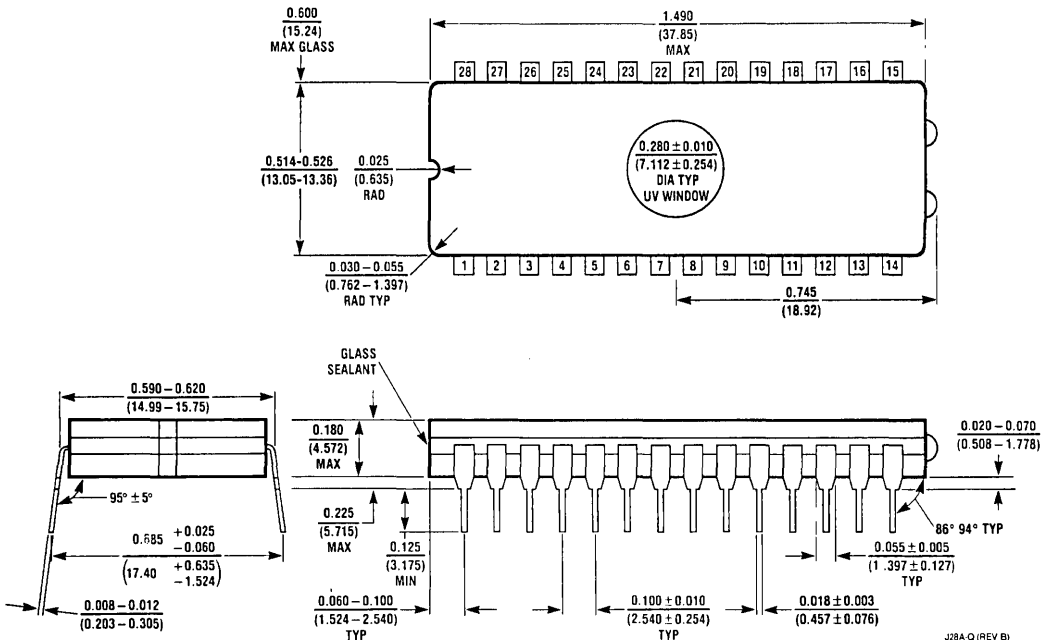 0.600
(15.24)
MAX GLASS
1.490
(37.85)
MAX
28 27 26 25 24 23 22 21 20 19 18 17 16 15
0.514-0.526
(13.05-13.36)
0.025
(0.635)
RAD
0.280 ± 0.010
(7.112 ± 0.254)
DIA TYP
UV WINDOW
0.030 – 0.055
(0.762 – 1.397)
RAD TYP
1 2 3 4 5 6 7 8 9 10 11 12 13 14
0.745
(18.92)
GLASS
SEALANT
0.590 – 0.620
(14.99 – 15.75)
0.180
(4.572)
MAX
0.020 – 0.070
(0.508 – 1.778)
95° ± 5°
0.685 +0.025
-0.060
(17.40 +0.635
-1.524)
0.008 – 0.012
(0.203 – 0.305)
0.225
(5.715)
MAX
0.125
(3.175)
MIN
86° 94° TYP
0.055 ± 0.005
(1.397 ± 0.127)
TYP
0.060 – 0.100
(1.524 – 2.540)
TYP
0.100 ± 0.010
(2.540 ± 0.254)
TYP
0.018 ± 0.003
(0.457 ± 0.076)
J28A-Q (REV B)